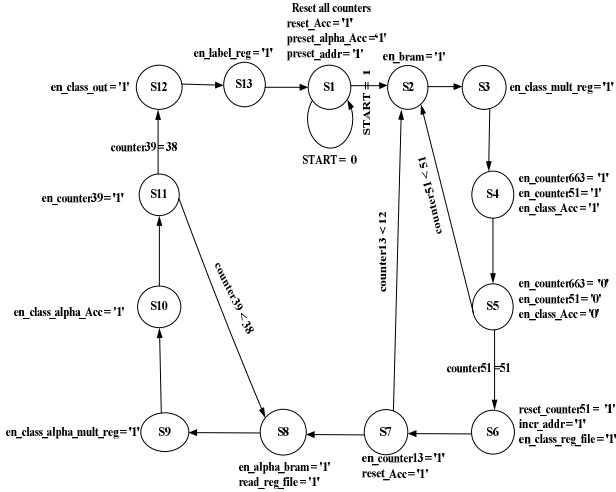 Reset all counters
reset_Acc = '1'
preset_alpha_Acc='1'
preset_addr= '1'
en_label_reg = '1'
en_bram= '1'
en_class_out = '1'
S12
S13
S1
START= 1
S2
S3
en_class_mult_reg= '1'
START= 0
counter39=38
en_counter39= '1'
S11
counter39 < 38
counter13 < 12
counter51 < 51
S4
en_counter663= '1'
en_counter51= '1'
en_class_Acc= '1'
en_class_alpha_Acc= '1'
S10
S5
en_counter663= '0'
en_counter51= '0'
en_class_Acc= '0'
counter51=51
en_class_alpha_mult_reg= '1'
S9
S8
S7
S6
reset_counter51= '1'
incr_addr= '1'
en_class_reg_file= '1'
en_alpha_bram= '1'
read_reg_file= '1'
en_counter13= '1'
reset_Acc= '1'